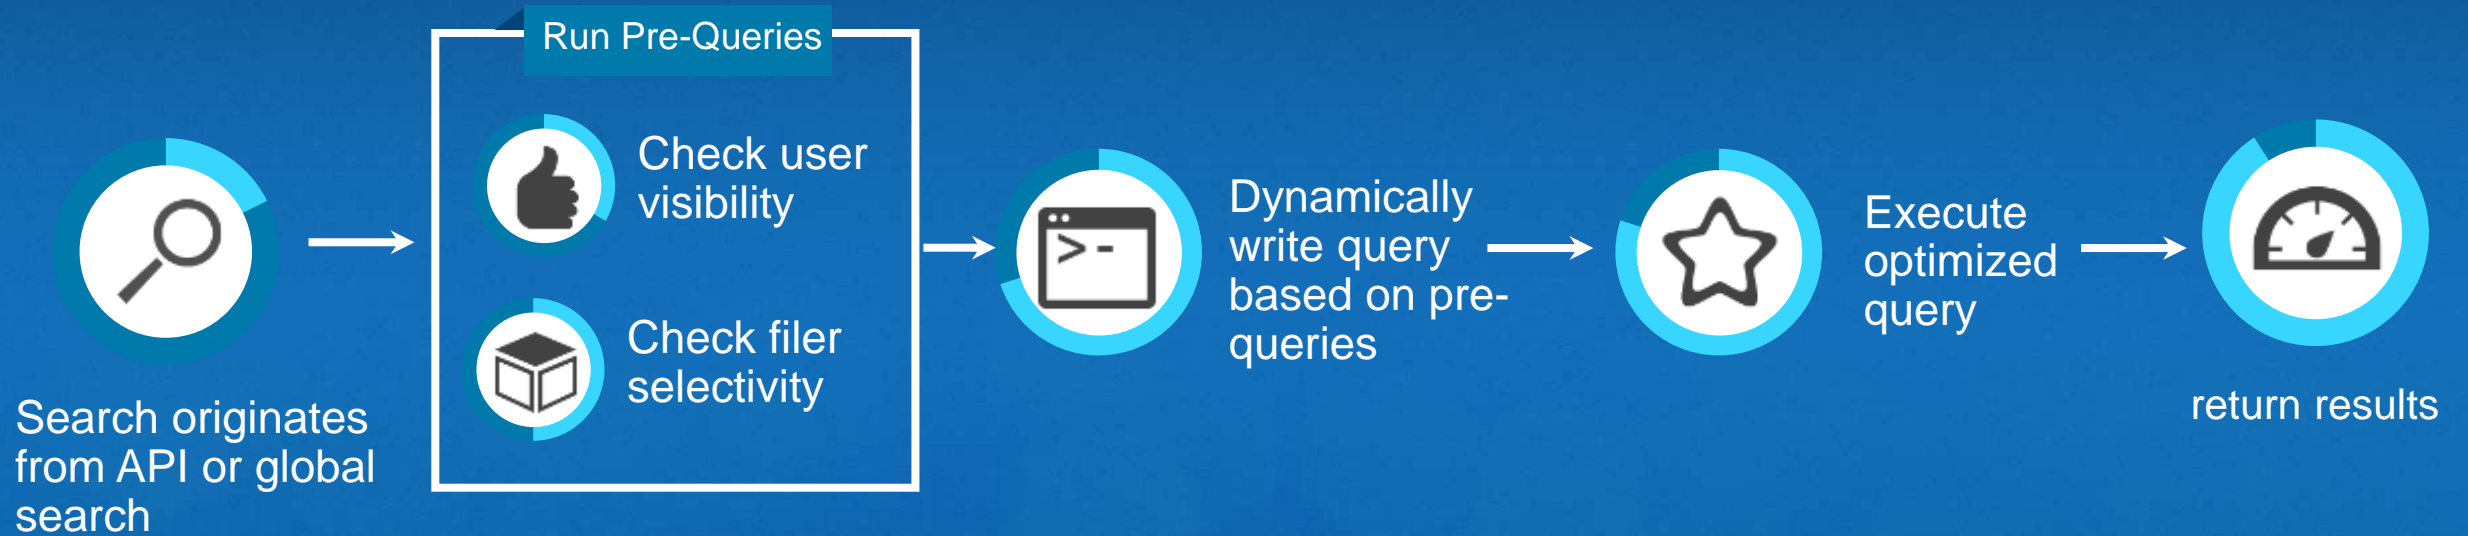 Run Pre-Queries
Search originates
from API or global
search
Check user
visibility
Check filer
selectivity
Dynamically
write query
based on pre-
queries
Execute
optimized
query
return results